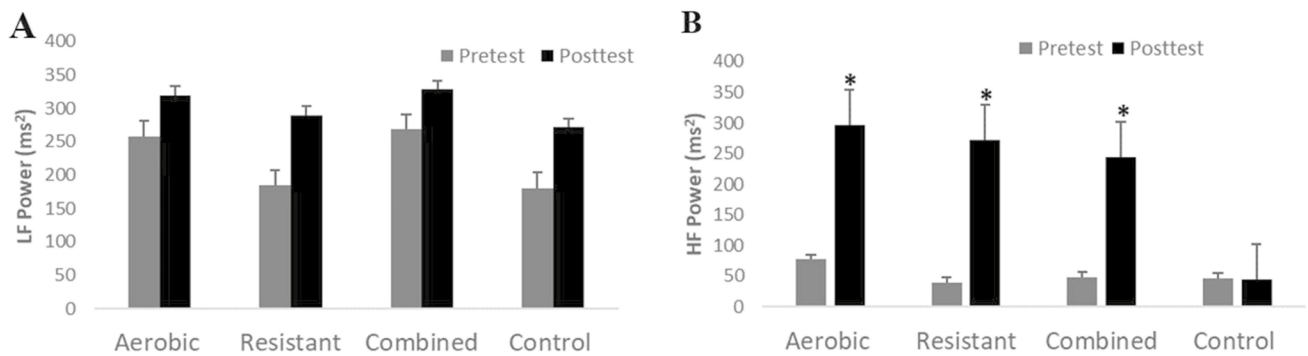 A
LF Power (ms²)
400
350
300
250
200
150
100
50
0
Pretest Posttest
Aerobic Resistant Combined Control
B
HF Power (ms²)
400
350
300
250
200
150
100
50
0
Pretest Posttest
* * *
Aerobic Resistant Combined Control